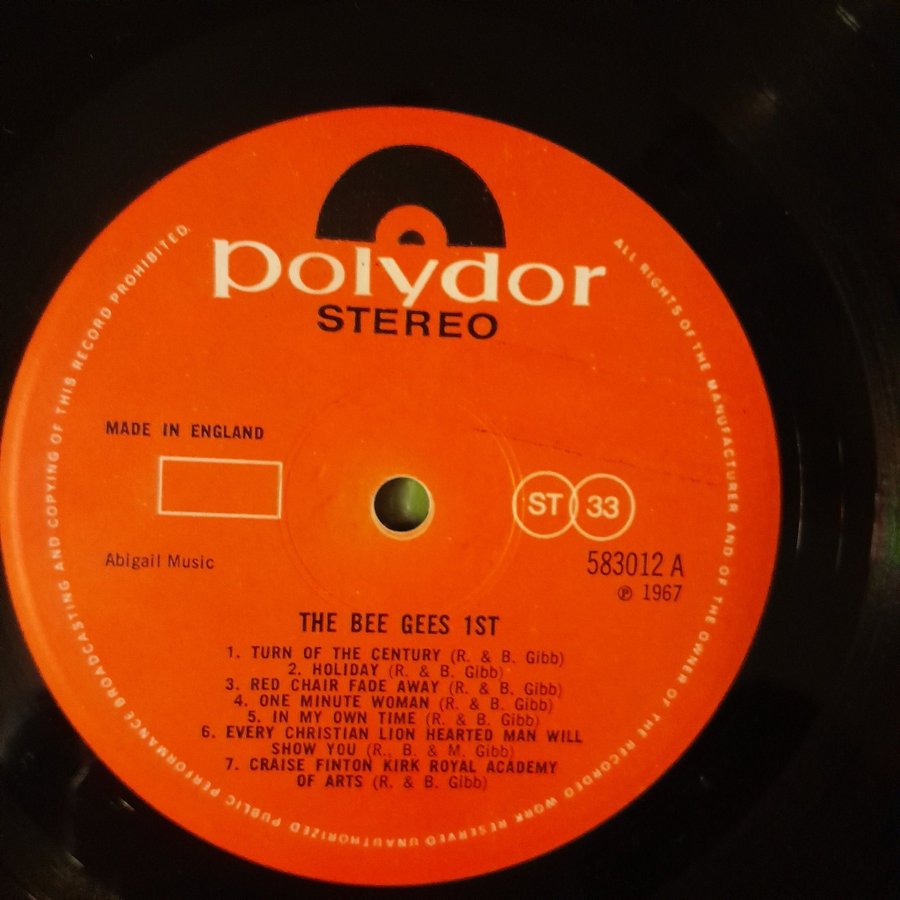 polydor
STEREO
MADE IN ENGLAND
ST 33
Abigail Music
583012 A
℗ 1967
THE BEE GEES 1ST
1. TURN OF THE CENTURY (R. & B. Gibb)
2. HOLIDAY (R. & B. Gibb)
3. RED CHAIR FADE AWAY (R. & B. Gibb)
4. ONE MINUTE WOMAN (R. & B. Gibb)
5. IN MY OWN TIME (R. & B. Gibb)
6. EVERY CHRISTIAN LION HEARTED MAN WILL
SHOW YOU (R., B. & M. Gibb)
7. CRAISE FINTON KIRK ROYAL ACADEMY
OF ARTS (R. & B. Gibb)
ALL RIGHTS OF THE MANUFACTURER AND OF THE OWNER OF THE RECORDED WORK RESERVED UNAUTHORIZED PUBLIC PERFORMANCE BROADCASTING AND COPYING OF THIS RECORD PROHIBITED.